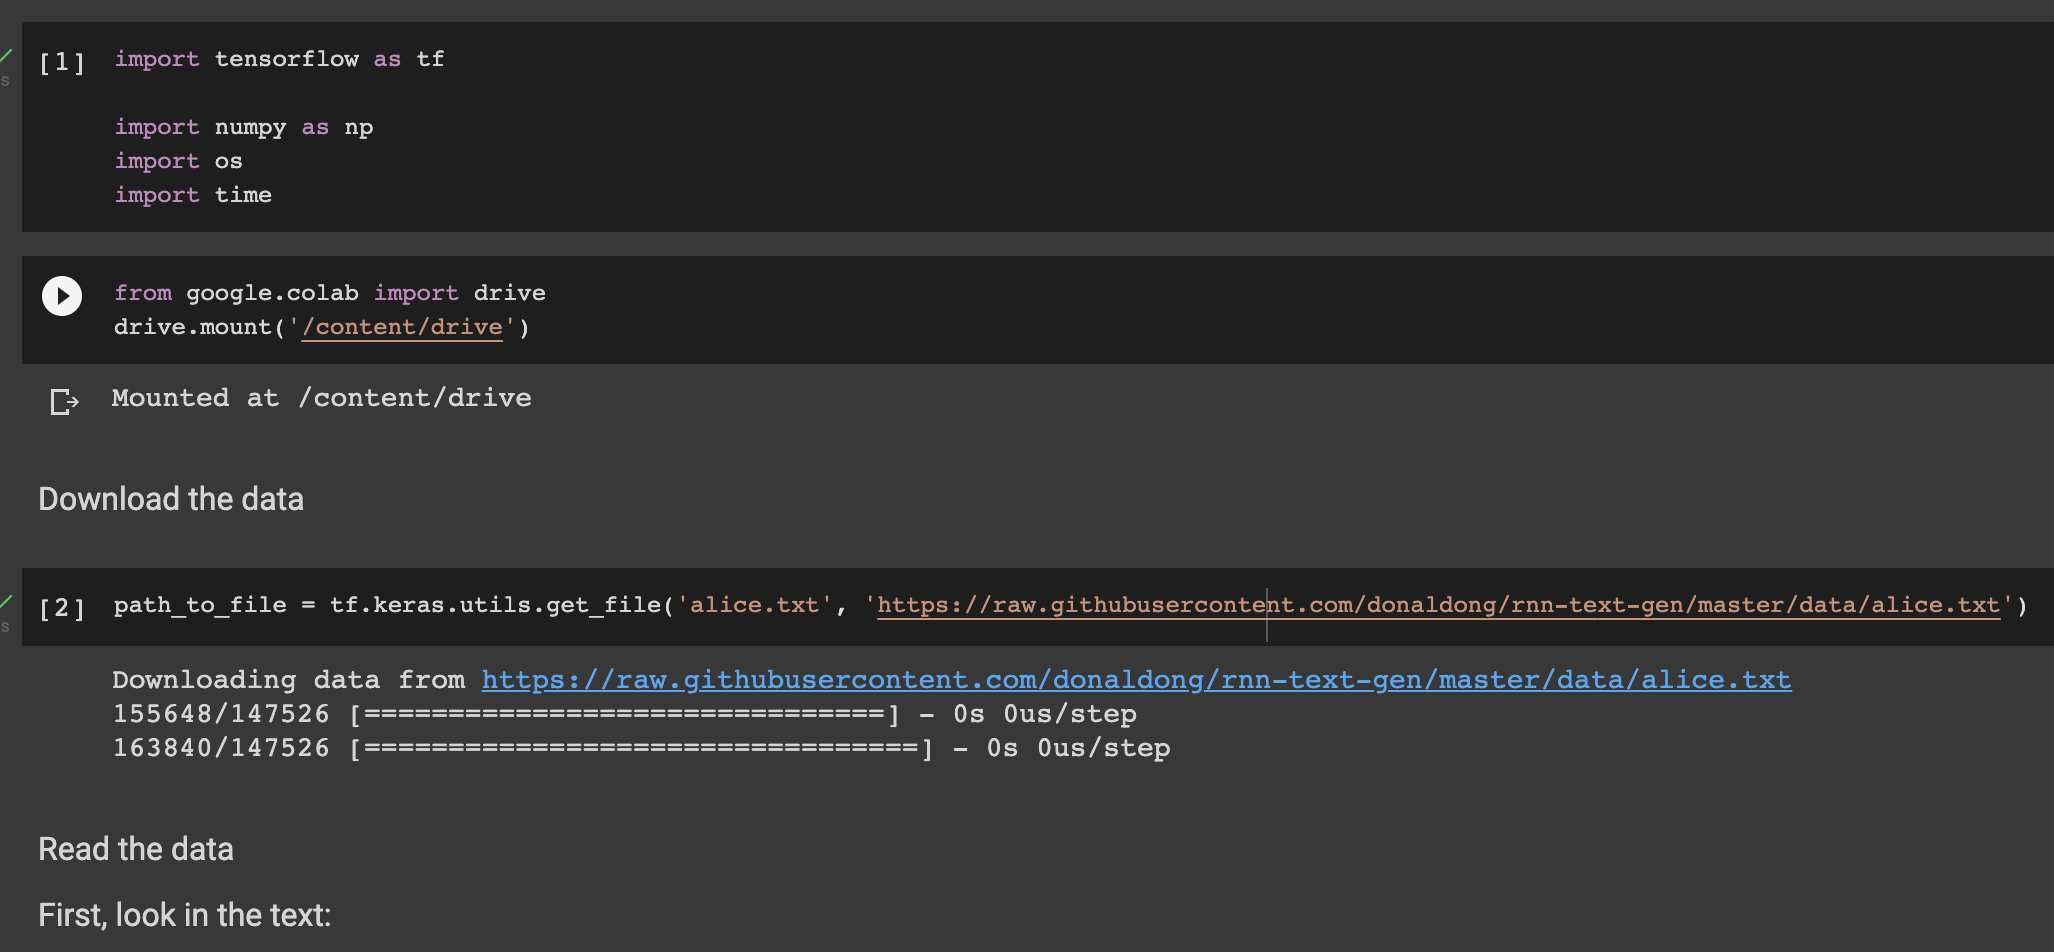 [1] import tensorflow as tf
import numpy as np
import os
import time
from google.colab import drive
drive.mount('/content/drive')
Mounted at /content/drive
Download the data
[2] path_to_file = tf.keras.utils.get_file('alice.txt', 'https://raw.githubusercontent.com/donaldong/rnn-text-gen/master/data/alice.txt')
Downloading data from https://raw.githubusercontent.com/donaldong/rnn-text-gen/master/data/alice.txt
155648/147526 [===============================] - 0s 0us/step
163840/147526 [=================================] - 0s 0us/step
Read the data
First, look in the text: